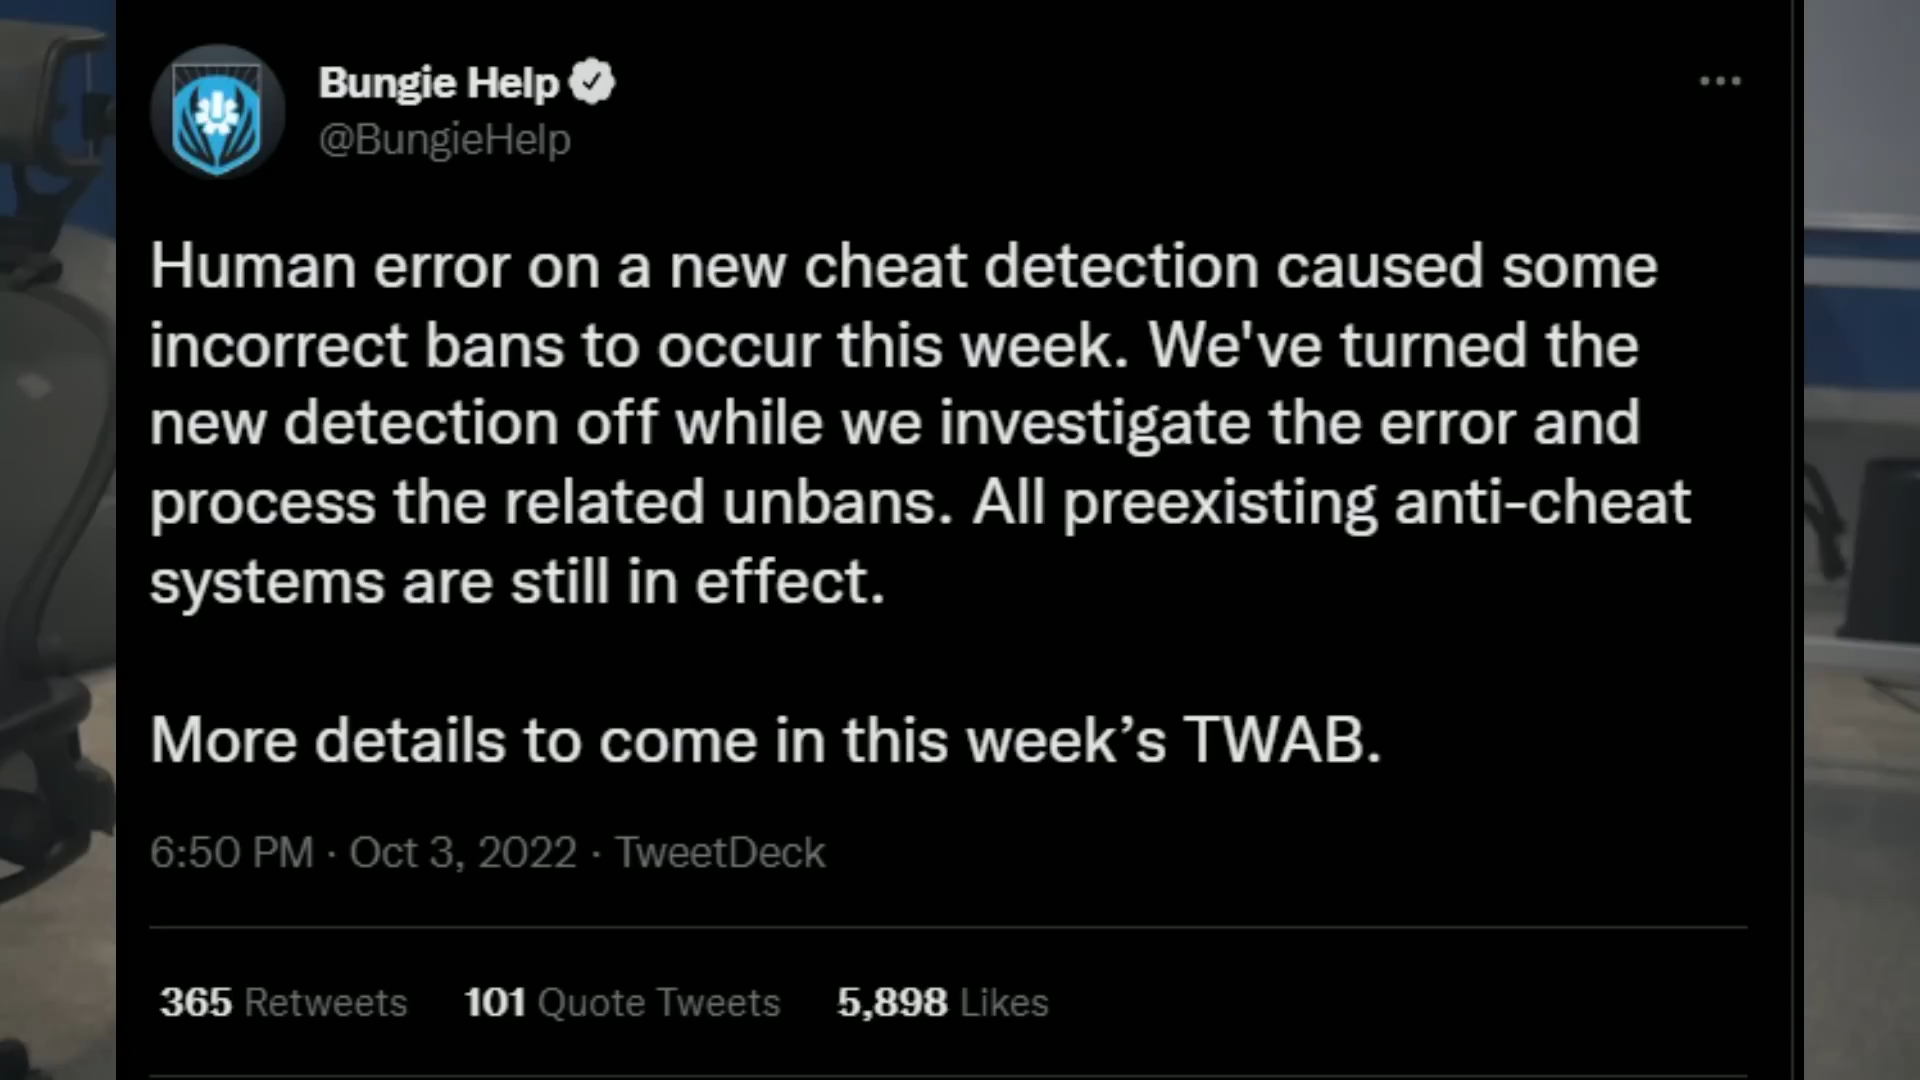 Bungie Help
@BungieHelp
Human error on a new cheat detection caused some
incorrect bans to occur this week. We've turned the
new detection off while we investigate the error and
process the related unbans. All preexisting anti-cheat
systems are still in effect.
More details to come in this week’s TWAB.
6:50 PM · Oct 3, 2022 · TweetDeck
365 Retweets 101 Quote Tweets 5,898 Likes